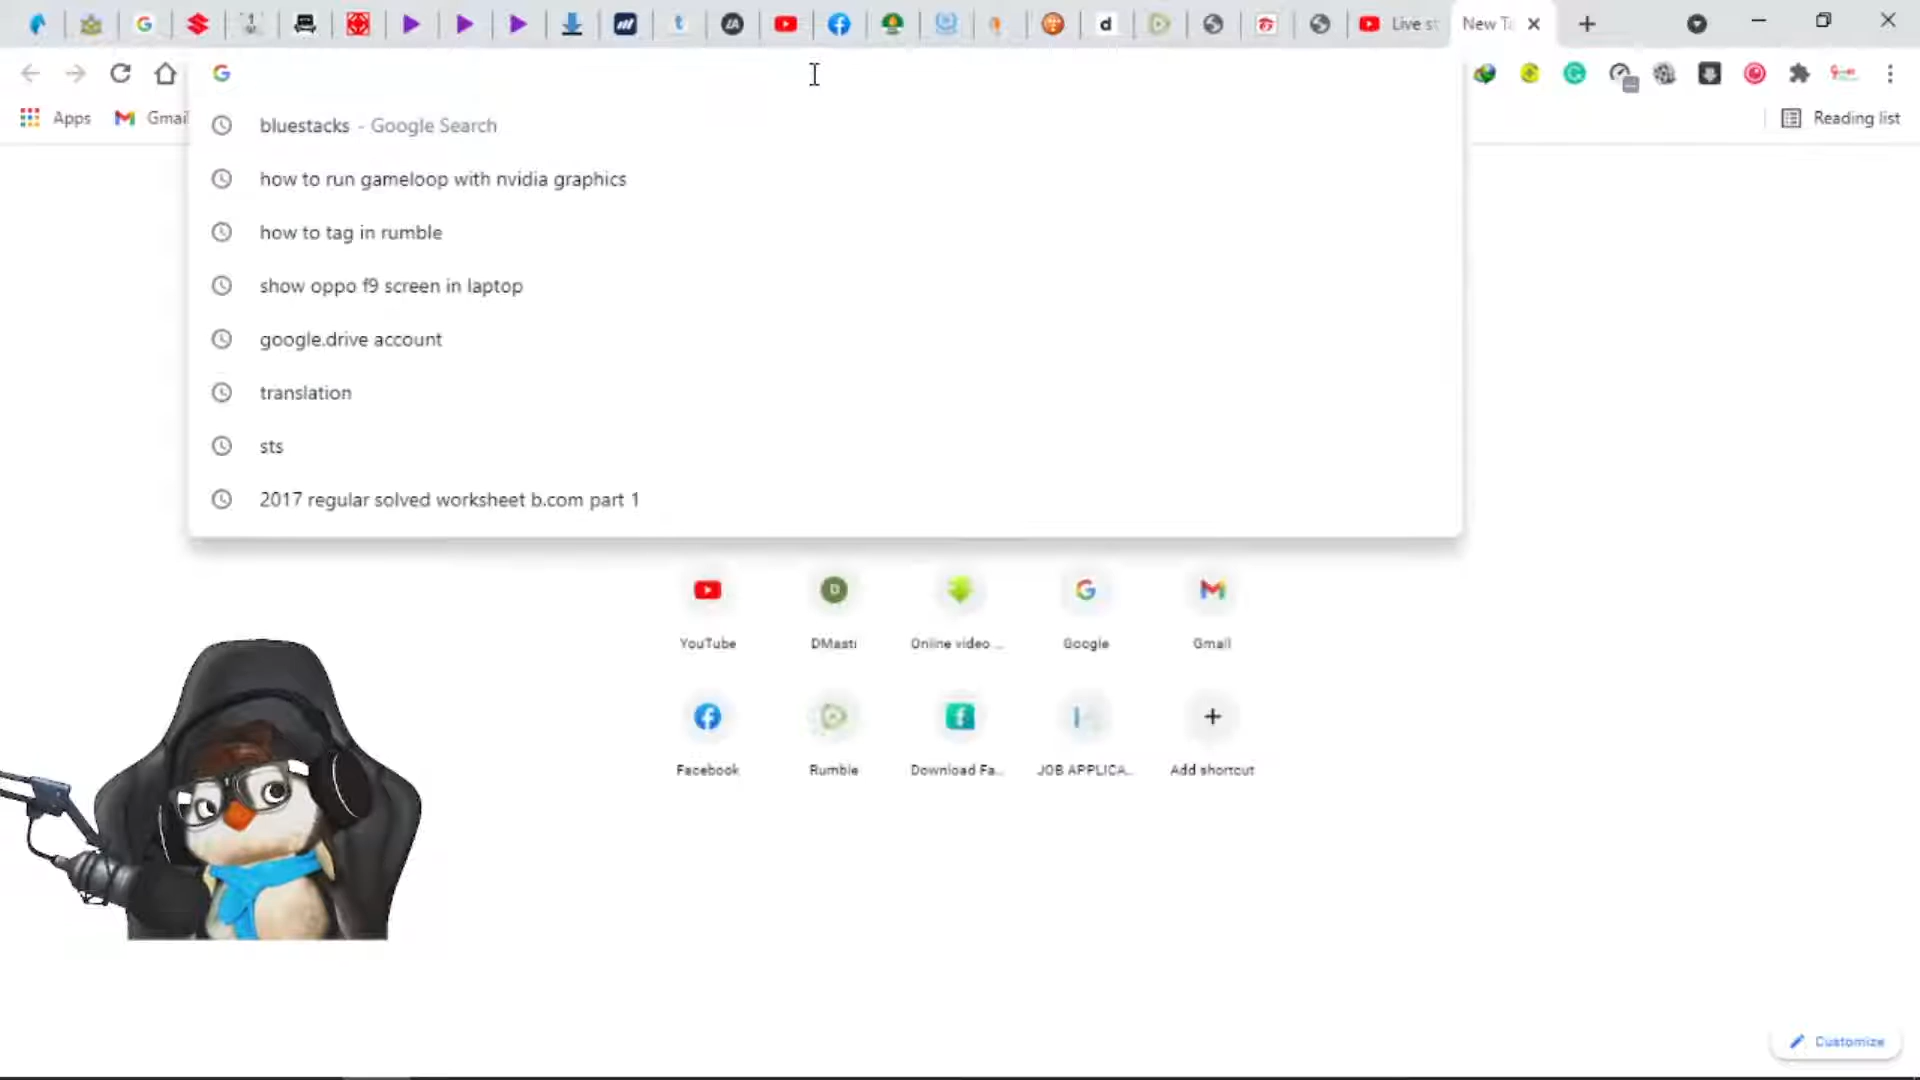 Live st
New Ta
Apps
Gmail
Reading list
bluestacks - Google Search
how to run gameloop with nvidia graphics
how to tag in rumble
show oppo f9 screen in laptop
google.drive account
translation
sts
2017 regular solved worksheet b.com part 1
YouTube
DMasti
Online video ...
Google
Gmail
Facebook
Rumble
Download Fa...
JOB APPLICA...
Add shortcut
Customize